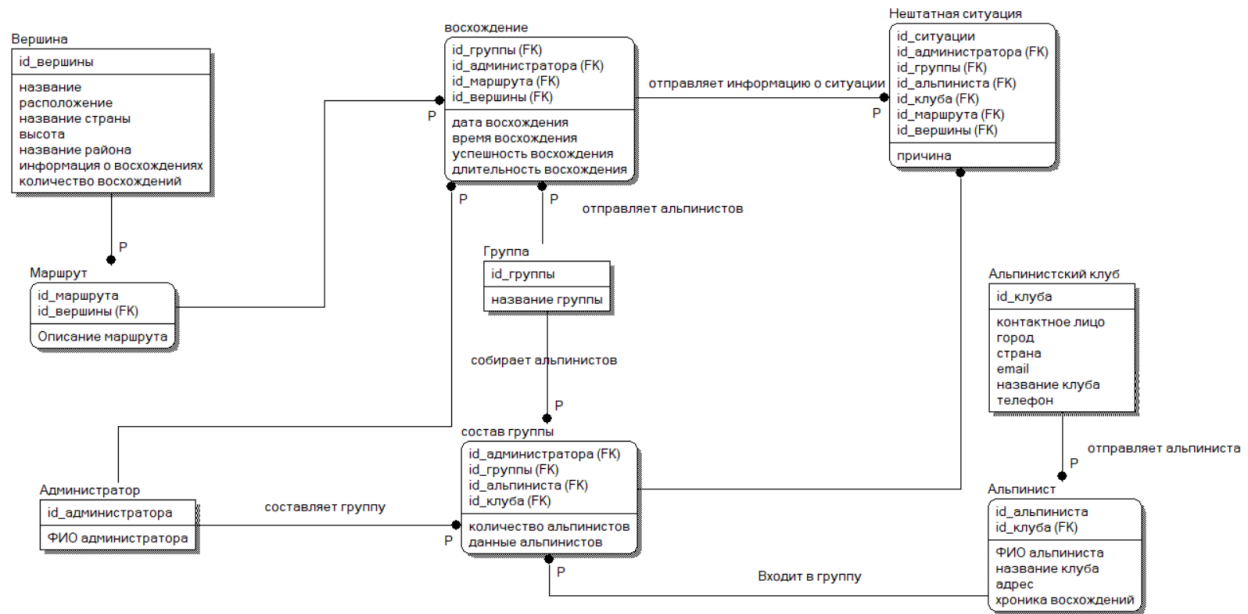 Вершина
id_вершины
название
расположение
название страны
высота
название района
информация о восхождениях
количество восхождений
P
Маршрут
id_маршрута
id_вершины (FK)
Описание маршрута
восхождение
id_группы (FK)
id_администратора (FK)
id_маршрута (FK)
id_вершины (FK)
дата восхождения
время восхождения
успешность восхождения
длительность восхождения
P
P
P
отправляет информацию о ситуации
P
Нештатная ситуация
id_ситуации
id_администратора (FK)
id_группы (FK)
id_альпиниста (FK)
id_клуба (FK)
id_маршрута (FK)
id_вершины (FK)
причина
отправляет альпинистов
Группа
id_группы
название группы
собирает альпинистов
P
Альпинистский клуб
id_клуба
контактное лицо
город
страна
email
название клуба
телефон
отправляет альпиниста
P
Администратор
id_администратора
ФИО администратора
составляет группу
P
состав группы
id_администратора (FK)
id_группы (FK)
id_альпиниста (FK)
id_клуба (FK)
количество альпинистов
данные альпинистов
P
Входит в группу
Альпинист
id_альпиниста
id_клуба (FK)
ФИО альпиниста
название клуба
адрес
хроника восхождений